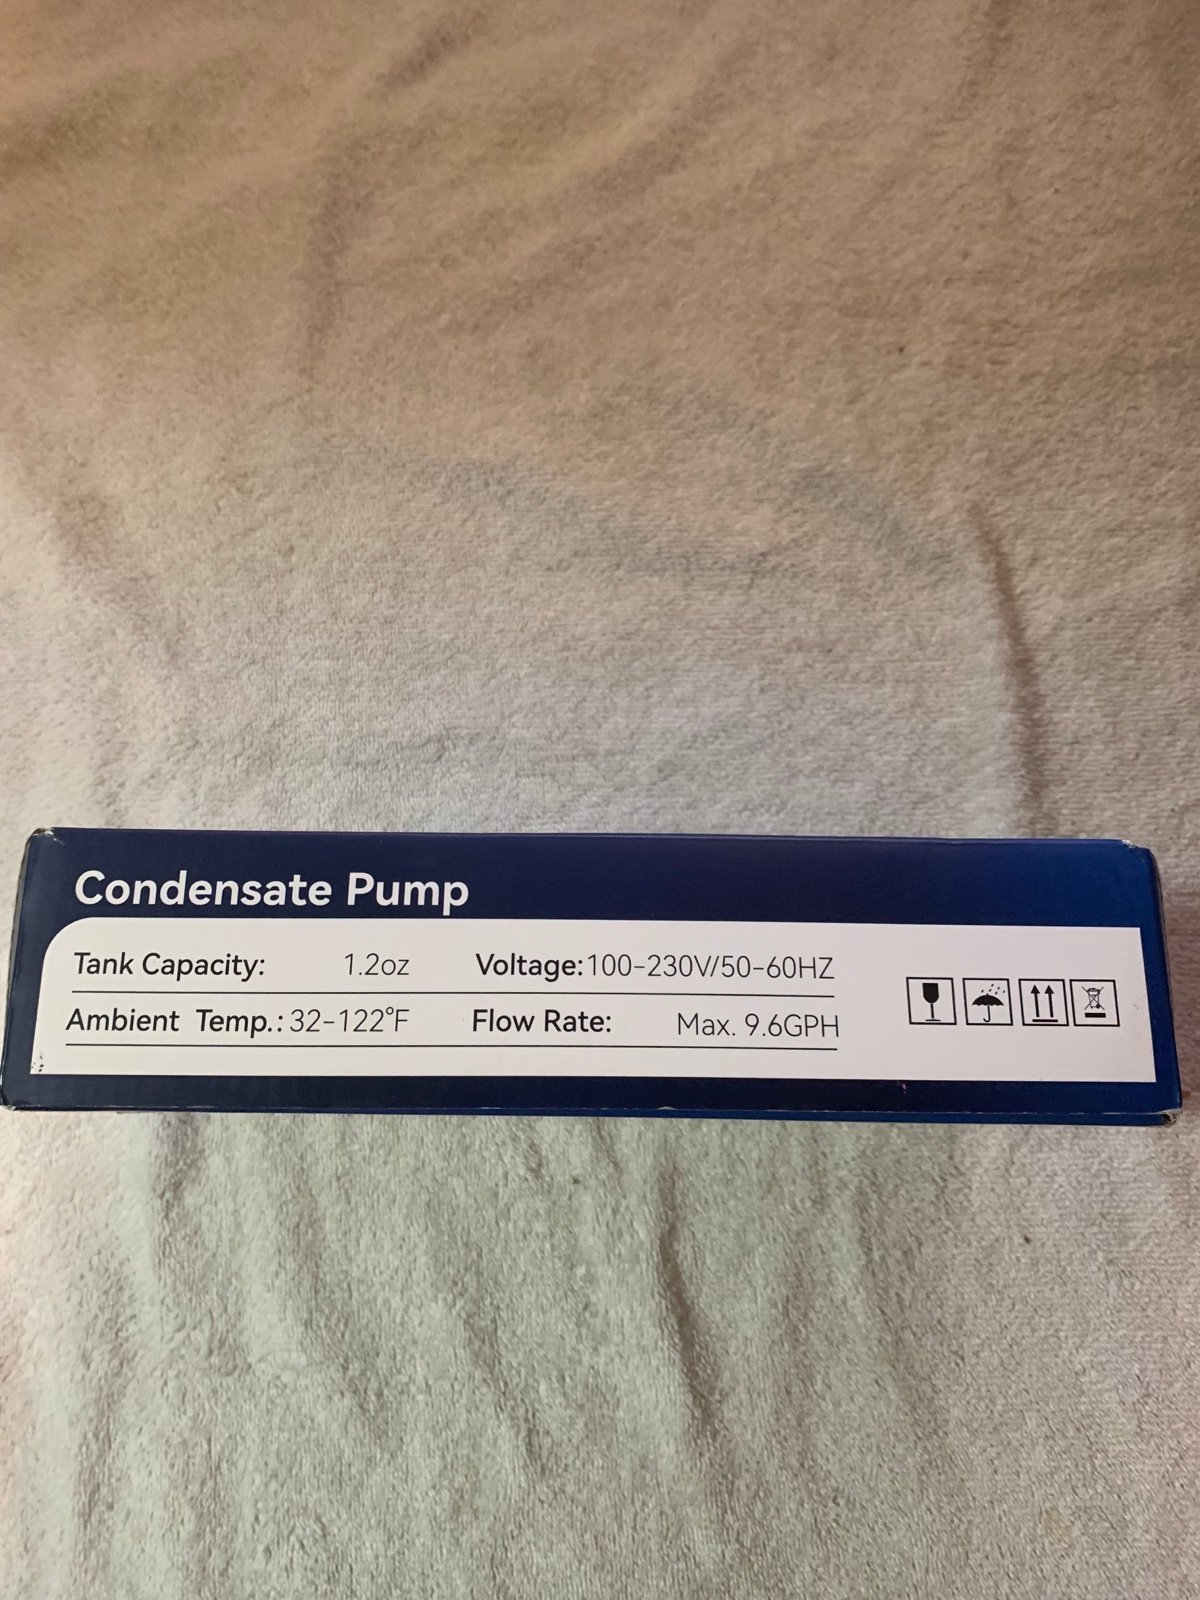 Condensate Pump
Tank Capacity: 1.2oz Voltage:100-230V/50-60HZ
Ambient Temp.: 32-122°F Flow Rate: Max. 9.6GPH